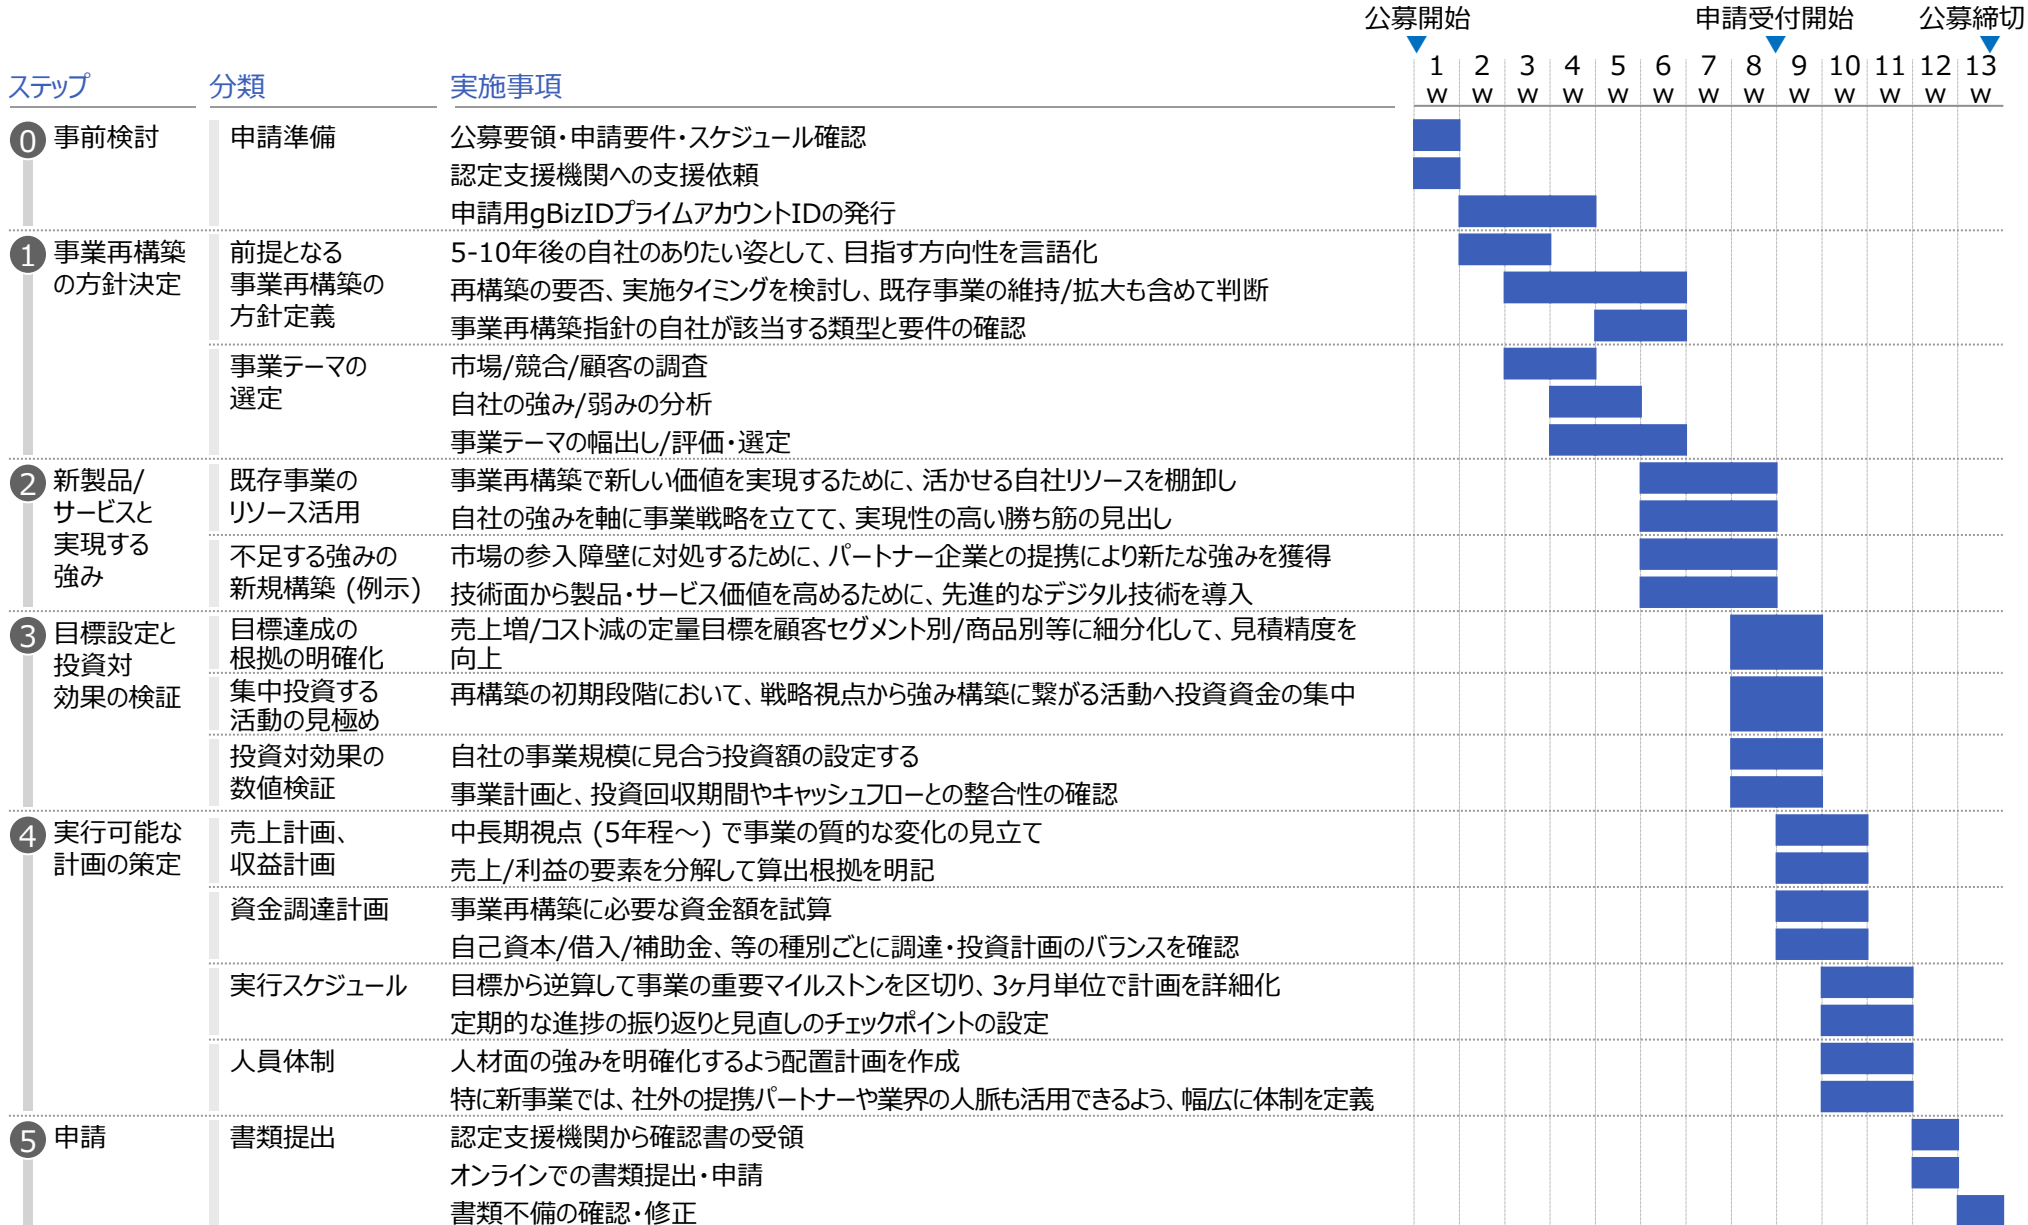 公募開始 申請受付開始 公募締切
ステップ 分類 実施事項
1 2 3 4 5 6 7 8 9 10 11 12 13
w w w w w w w w w w w w w
0 事前検討 申請準備 公募要領・申請要件・スケジュール確認
認定支援機関への支援依頼
申請用gBizIDプライムアカウントIDの発行
1 事業再構築 前提となる 5-10年後の自社のありたい姿として、目指す方向性を言語化
の方針決定 事業再構築の 再構築の要否、実施タイミングを検討し、既存事業の維持/拡大も含めて判断
方針定義 事業再構築指針の自社が該当する類型と要件の確認
事業テーマの 市場/競合/顧客の調査
選定 自社の強み/弱みの分析
事業テーマの幅出し/評価・選定
2 新製品/ 既存事業の 事業再構築で新しい価値を実現するために、活かせる自社リソースを棚卸し
サービスと リソース活用 自社の強みを軸に事業戦略を立てて、実現性の高い勝ち筋の見出し
実現する 不足する強みの 市場の参入障壁に対処するために、パートナー企業との提携により新たな強みを獲得
強み 新規構築 (例示) 技術面から製品・サービス価値を高めるために、先進的なデジタル技術を導入
3 目標設定と 目標達成の 売上増/コスト減の定量目標を顧客セグメント別/商品別等に細分化して、見積精度を
投資対 根拠の明確化 向上
効果の検証 集中投資する 再構築の初期段階において、戦略視点から強み構築に繋がる活動へ投資資金の集中
活動の見極め
投資対効果の 自社の事業規模に見合う投資額の設定する
数値検証 事業計画と、投資回収期間やキャッシュフローとの整合性の確認
4 実行可能な 売上計画、 中長期視点 (5年程～) で事業の質的な変化の見立て
計画の策定 収益計画 売上/利益の要素を分解して算出根拠を明記
資金調達計画 事業再構築に必要な資金額を試算
自己資本/借入/補助金、等の種別ごとに調達・投資計画のバランスを確認
実行スケジュール 目標から逆算して事業の重要マイルストンを区切り、3ヶ月単位で計画を詳細化
定期的な進捗の振り返りと見直しのチェックポイントの設定
人員体制 人材面の強みを明確化するよう配置計画を作成
特に新事業では、社外の提携パートナーや業界の人脈も活用できるよう、幅広に体制を定義
5 申請 書類提出 認定支援機関から確認書の受領
オンラインでの書類提出・申請
書類不備の確認・修正